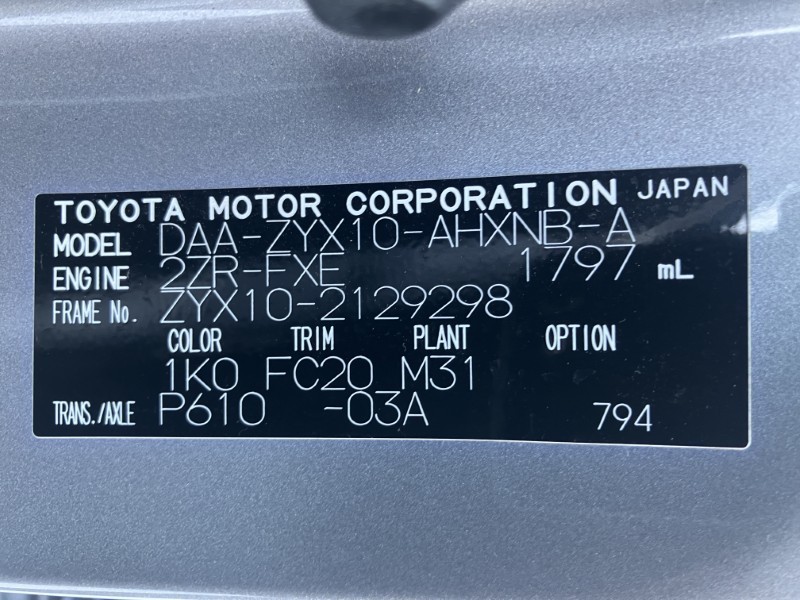 TOYOTA MOTOR CORPORATION JAPAN
MODEL DAA-ZYX10-AHXNB-A
ENGINE 2ZR-FXE 1797 mL
FRAME No. ZYX10-2129298
COLOR TRIM PLANT OPTION
1K0 FC20 M31
TRANS./AXLE P610 -03A 794